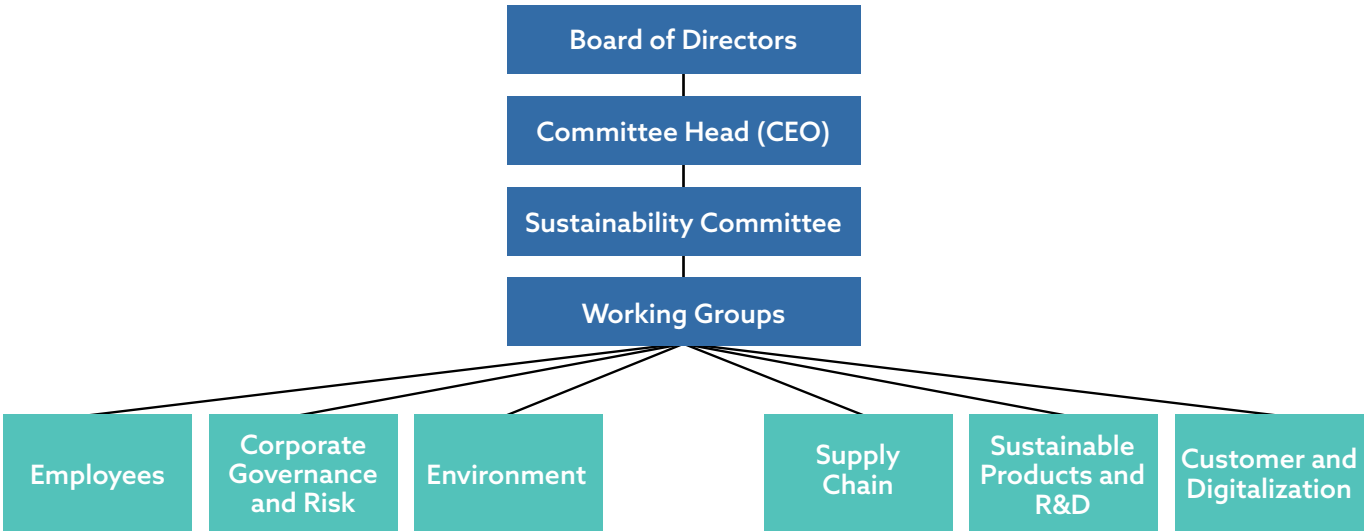 Board of Directors
Committee Head (CEO)
Sustainability Committee
Working Groups
Employees
Corporate
Governance
and Risk
Environment
Supply
Chain
Sustainable
Products and
R&D
Customer and
Digitalization